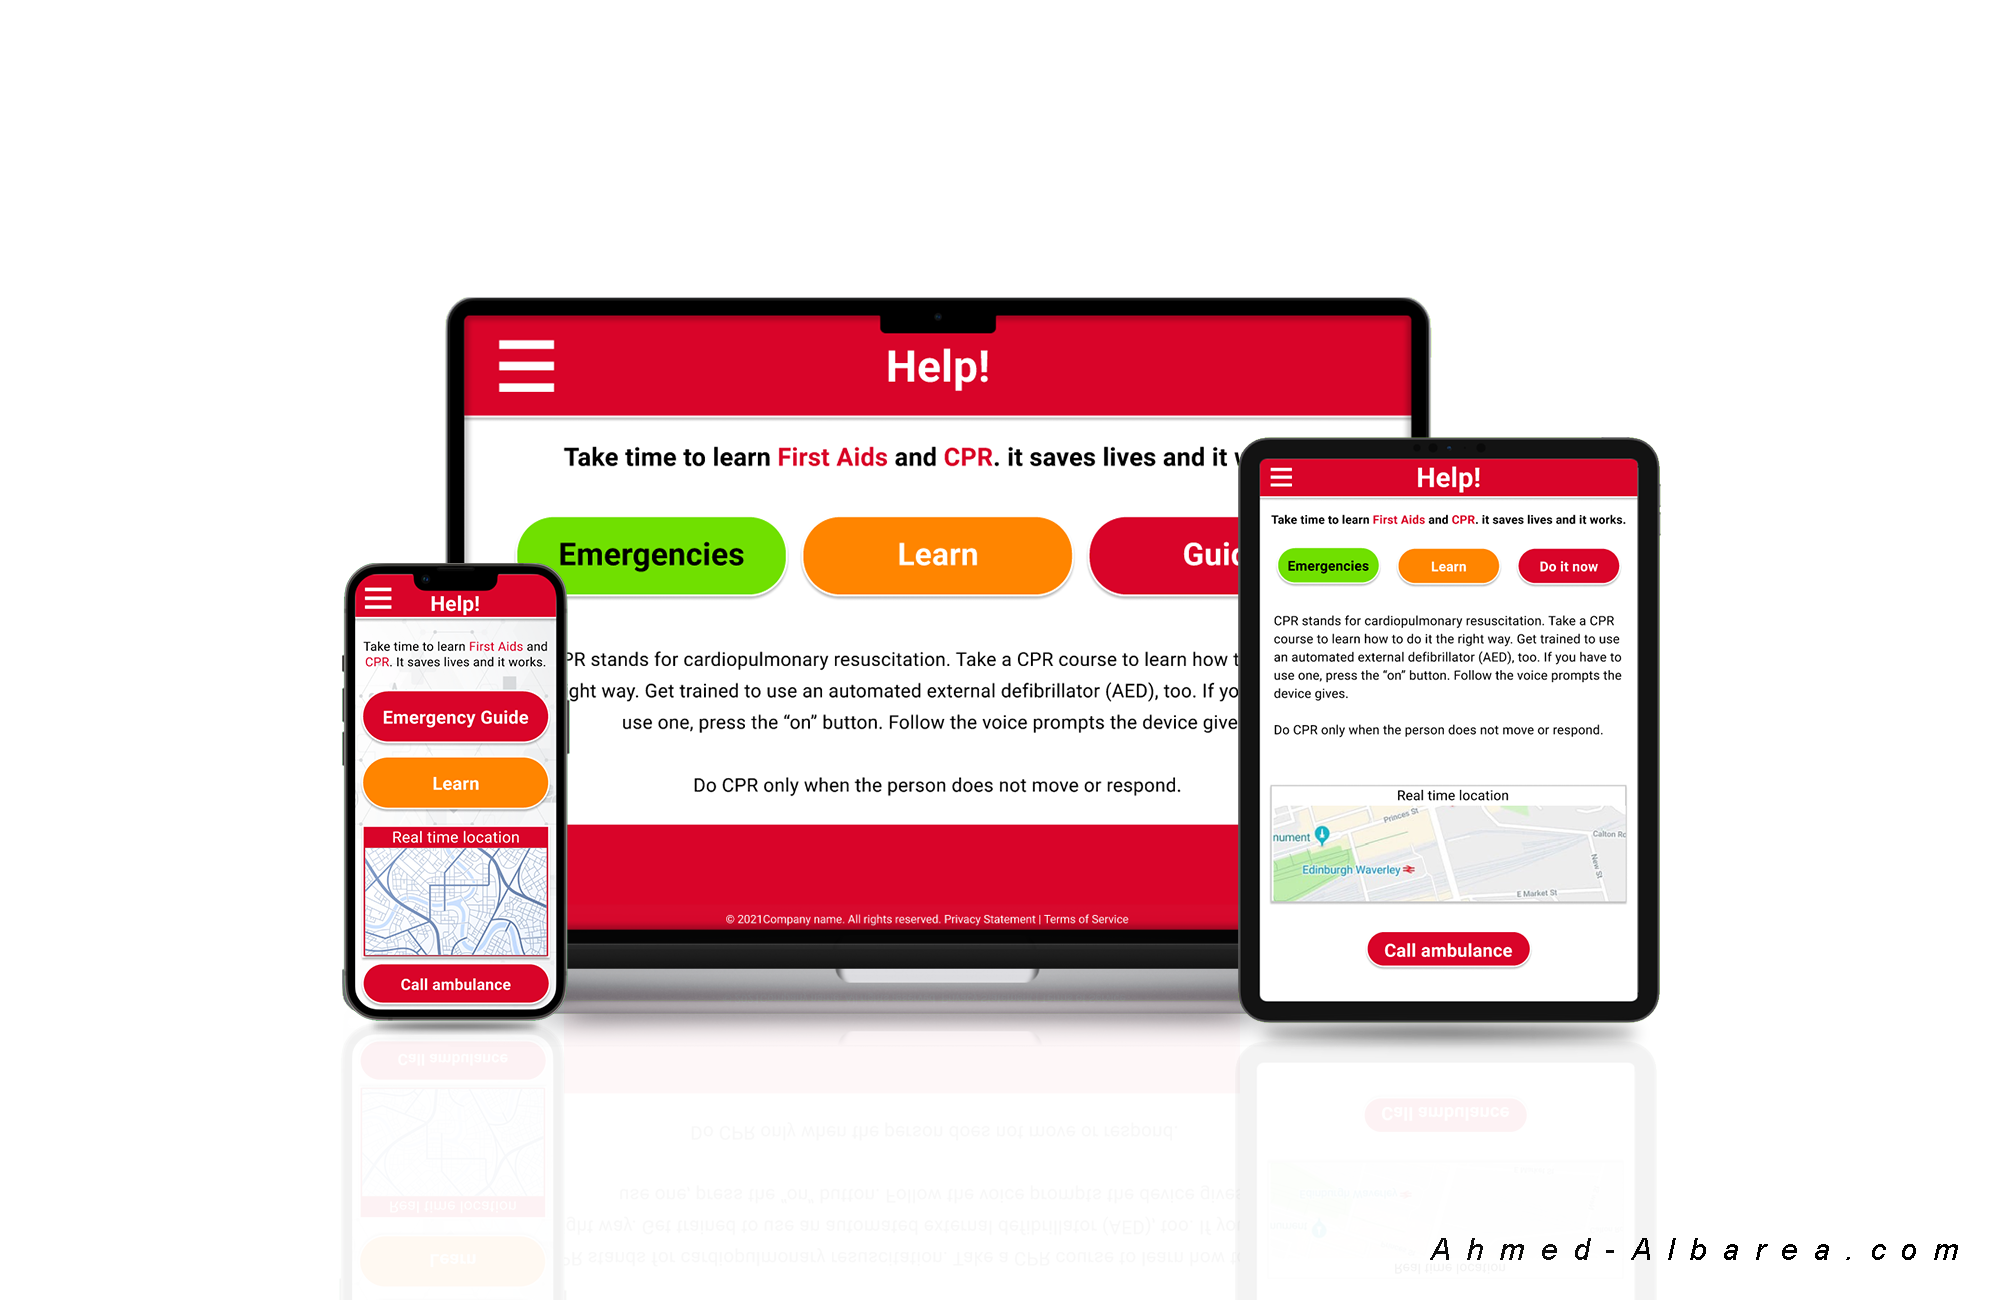 Help!
Take time to learn First Aids and CPR. it saves lives and it
Emergencies
Learn
PR stands for cardiopulmonary resuscitation. Take a CPR course to learn how
ght way. Get trained to use an automated external defibrillator (AED), too. If yo
use one, press the “on” button. Follow the voice prompts the device give
Do CPR only when the person does not move or respond.
© 2021Company name. All rights reserved. Privacy Statement | Terms of Service
Help!
Take time to learn First Aids and
CPR. It saves lives and it works.
Emergency Guide
Learn
Real time location
Call ambulance
Help!
Take time to learn First Aids and CPR. it saves lives and it works.
Emergencies
Learn
Do it now
CPR stands for cardiopulmonary resuscitation. Take a CPR
course to learn how to do it the right way. Get trained to use
an automated external defibrillator (AED), too. If you have to
use one, press the “on” button. Follow the voice prompts the
device gives.
Do CPR only when the person does not move or respond.
Real time location
Princes St
nument
Calton Rd
Edinburgh Waverley
New St
E Market St
Call ambulance
Ahmed-Albarea.com